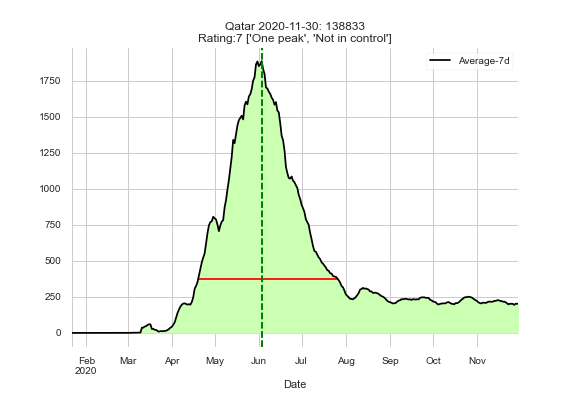 Qatar 2020-11-30: 138833
Rating:7 ['One peak', 'Not in control']
Average-7d
1750
1500
1250
1000
750
500
250
0
Feb Mar Apr May Jun Jul Aug Sep Oct Nov
2020
Date